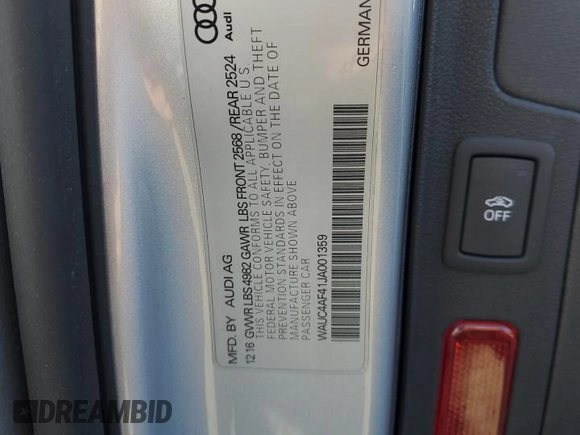 Audi
GERMAN
MFD. BY AUDI AG
12.16 GVWR LBS 4982 GAWR LBS FRONT 2568/REAR 2524
THIS VEHICLE CONFORMS TO ALL APPLICABLE U.S.
FEDERAL MOTOR VEHICLE SAFETY, BUMPER AND THEFT
PREVENTION STANDARDS IN EFFECT ON THE DATE OF
MANUFACTURE SHOWN ABOVE
PASSENGER CAR
WAUC4AF41JA001359
OFF
DREAMBID